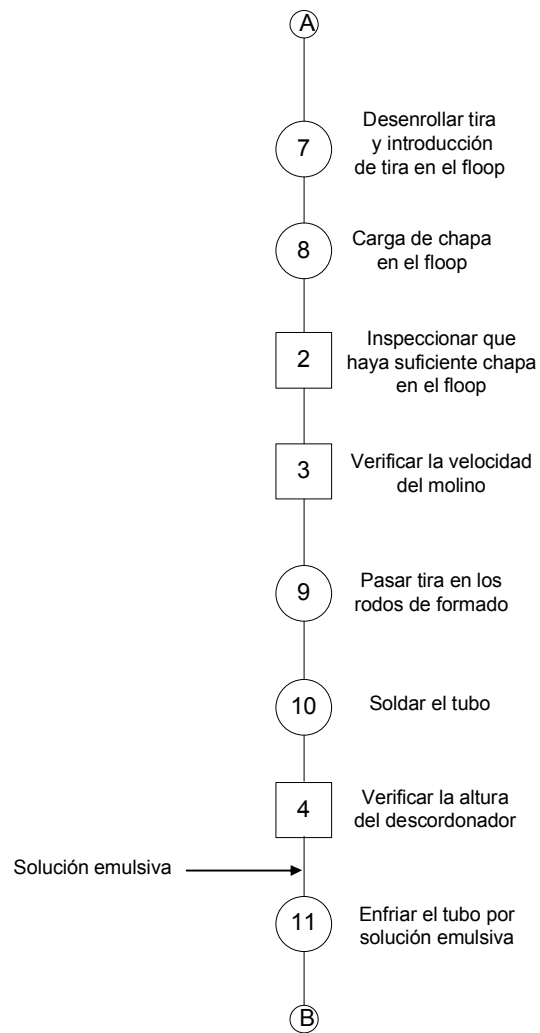 A
7
Desenrollar tira
y introducción
de tira en el floop
8
Carga de chapa
en el floop
2
Inspeccionar que
haya suficiente chapa
en el floop
3
Verificar la velocidad
del molino
9
Pasar tira en los
rodos de formado
10
Soldar el tubo
4
Verificar la altura
del descordonador
Solución emulsiva
11
Enfriar el tubo por
solución emulsiva
B